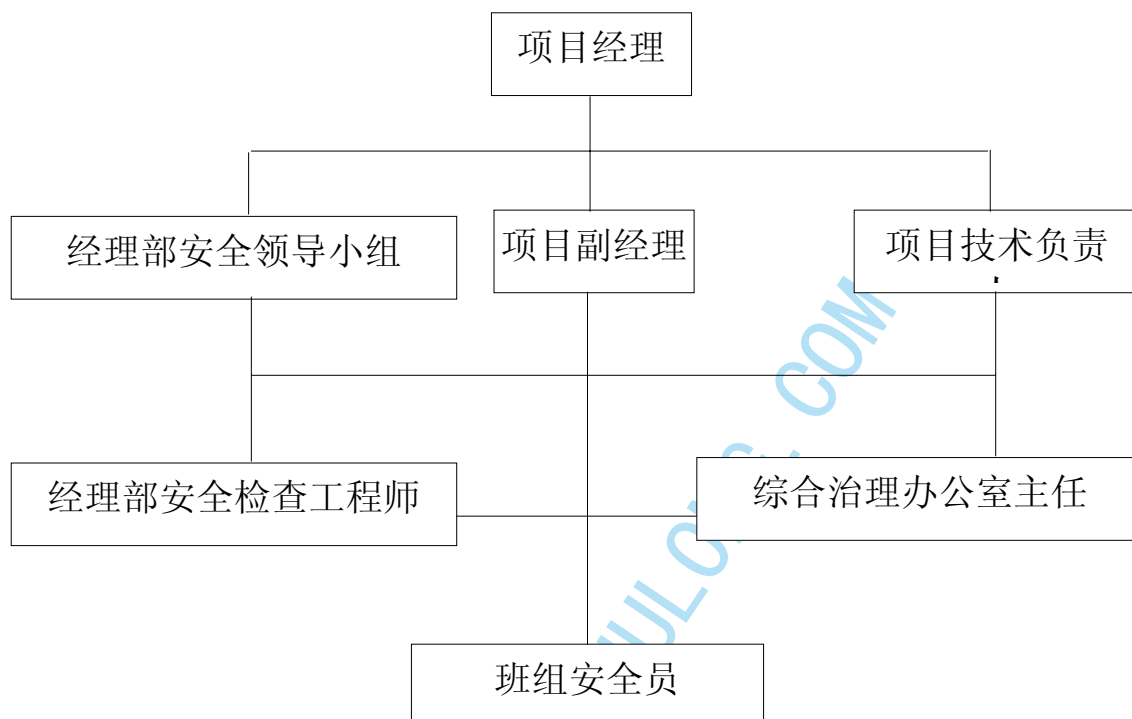 项目经理
经理部安全领导小组
项目副经理
项目技术负责
经理部安全检查工程师
综合治理办公室主任
班组安全员